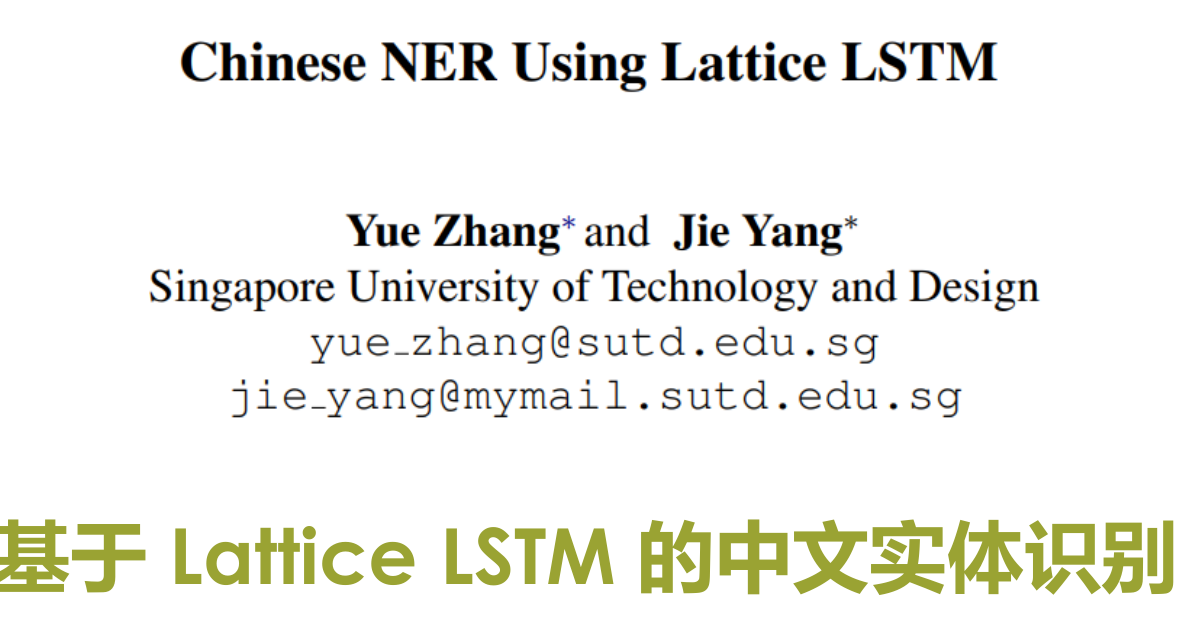 Chinese NER Using Lattice LSTM
Yue Zhang* and Jie Yang*
Singapore University of Technology and Design
yue_zhang@sutd.edu.sg
jie_yang@mymail.sutd.edu.sg
基于 Lattice LSTM 的中文实体识别